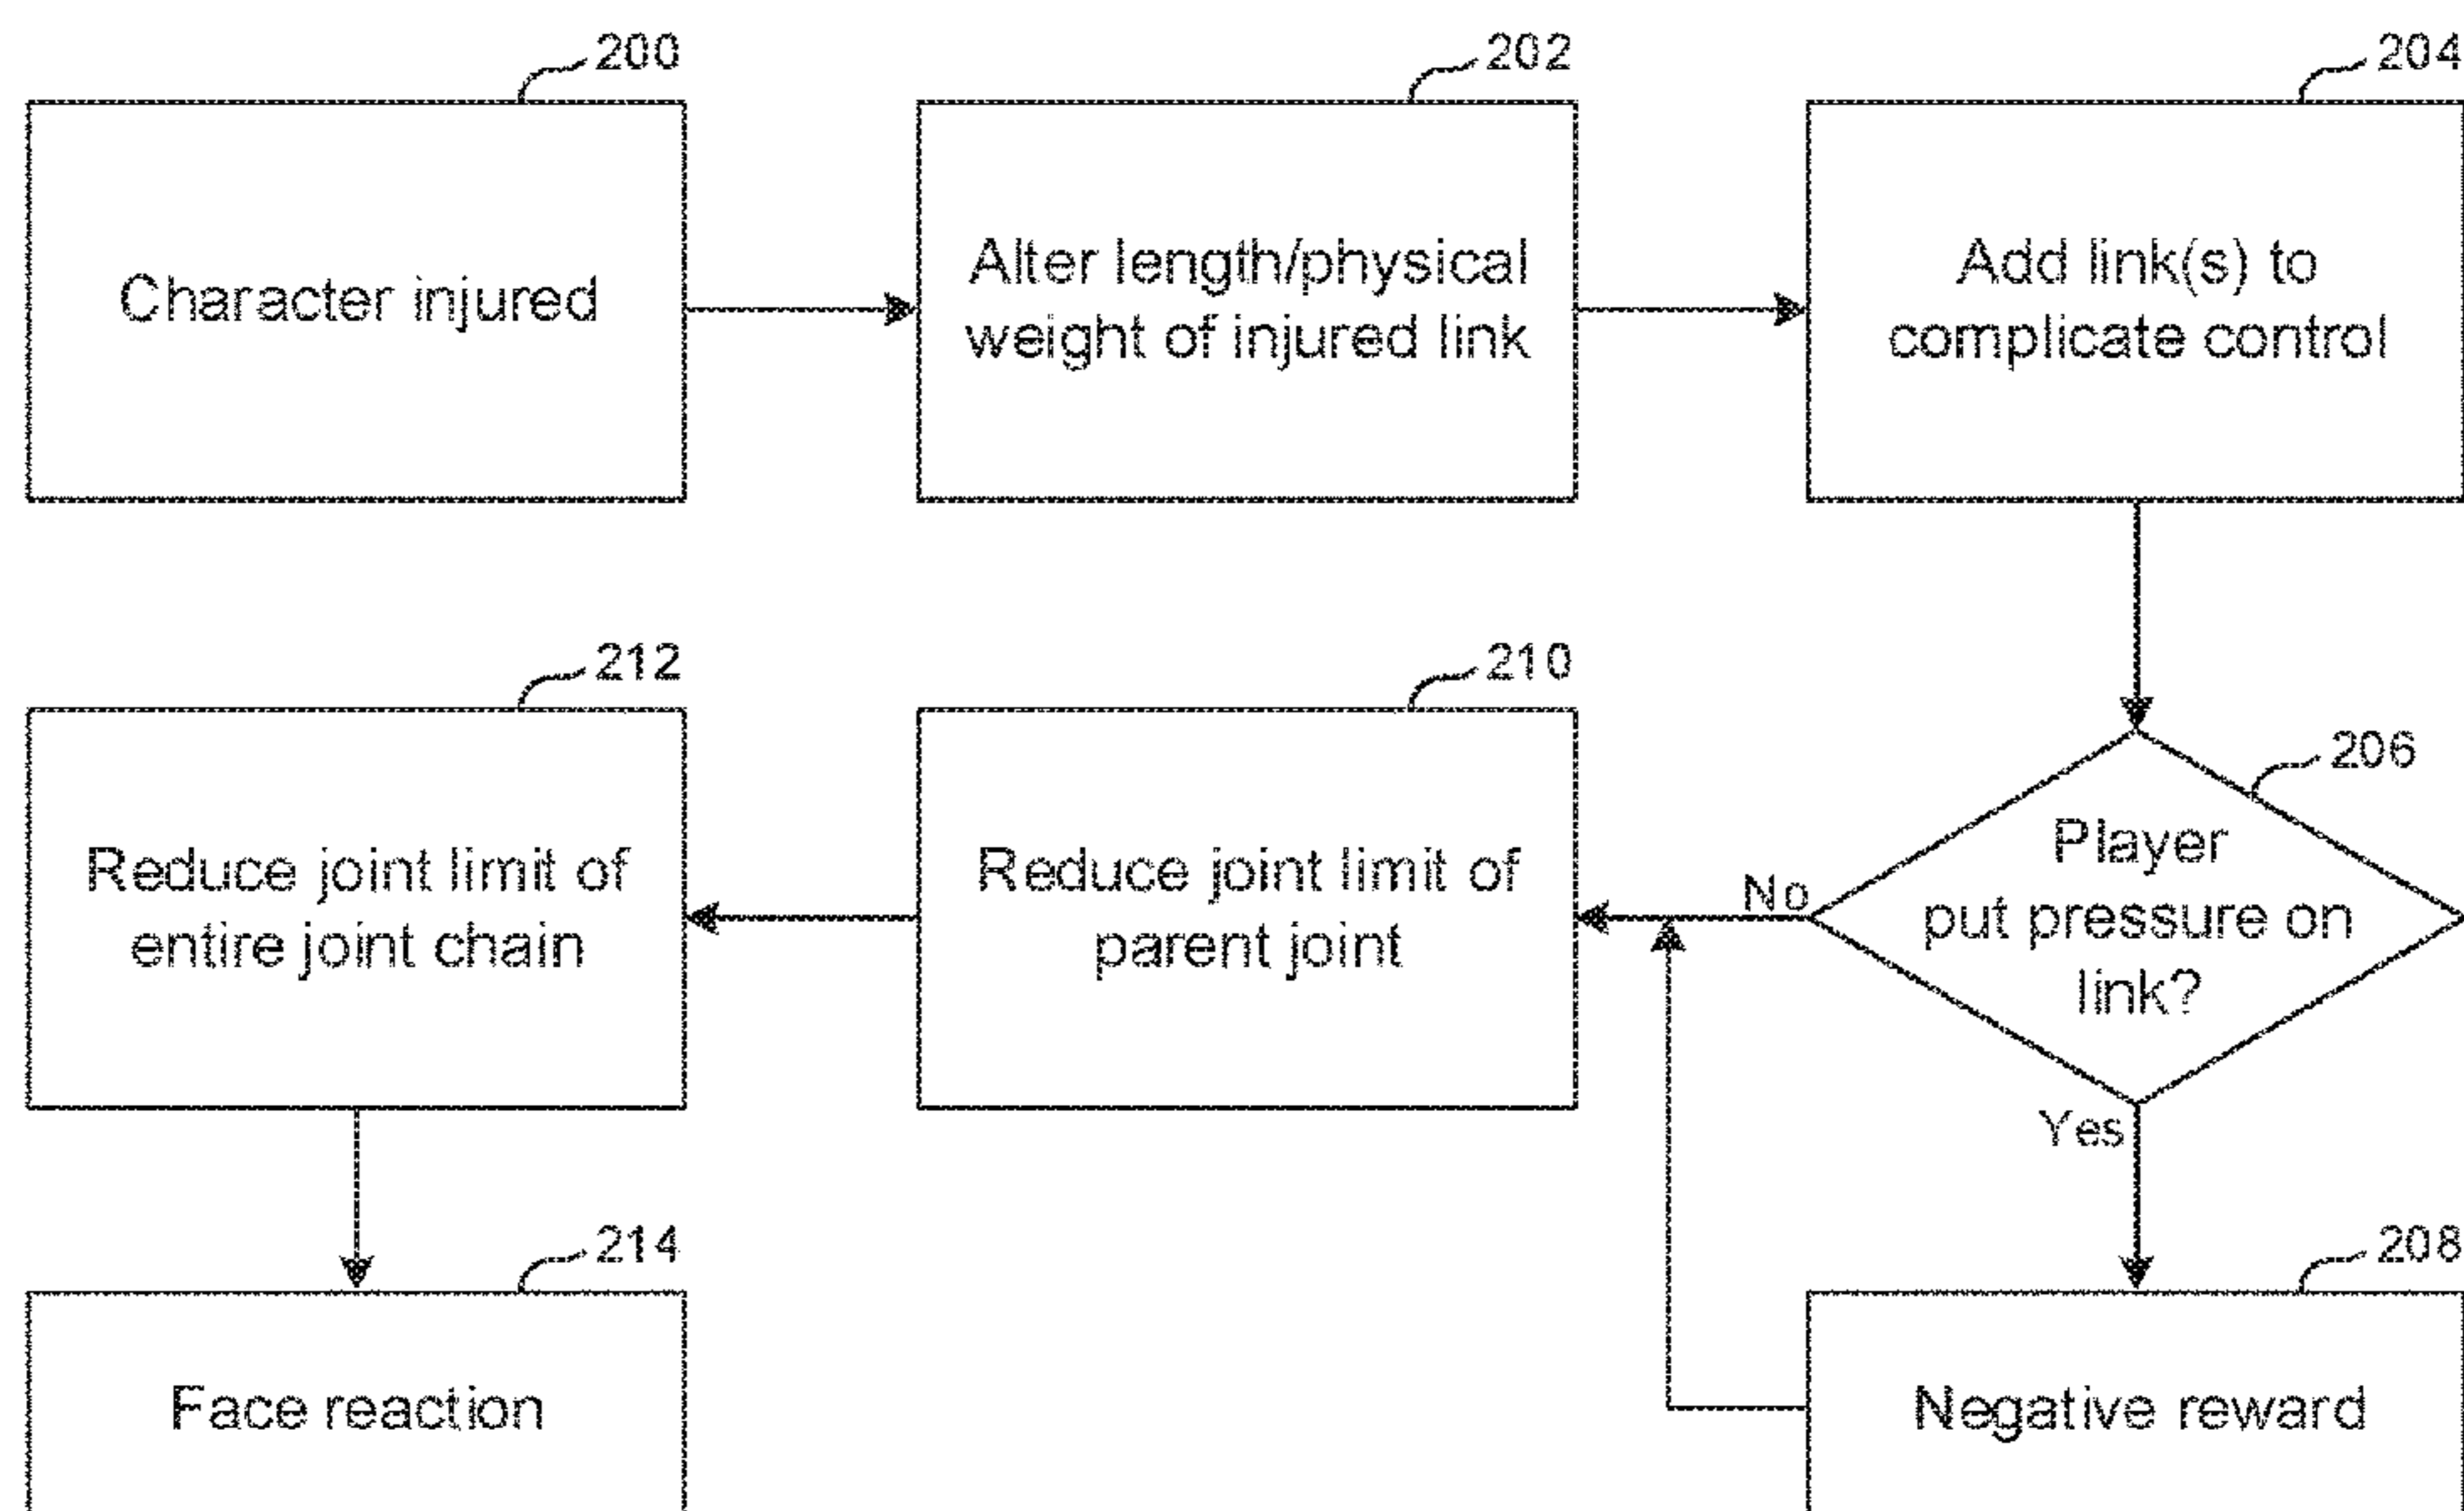 200
Character injured
202
Alter length/physical
weight of injured link
204
Add link(s) to
complicate control
206
Player
put pressure on
link?
No
Yes
208
Negative reward
210
Reduce joint limit of
parent joint
212
Reduce joint limit of
entire joint chain
214
Face reaction